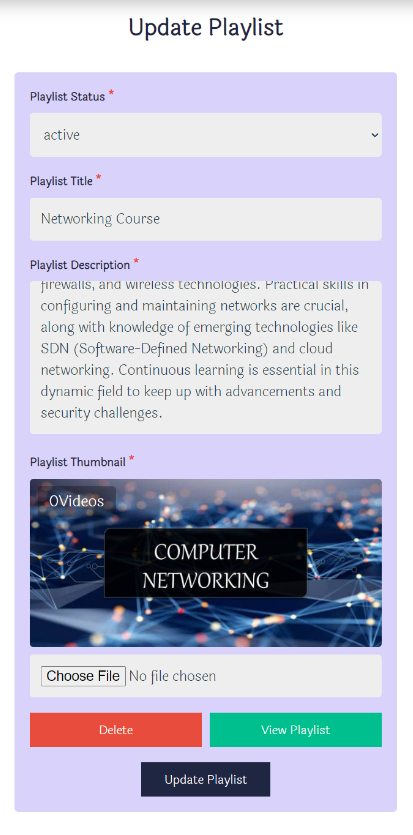 Update Playlist
Playlist Status *
active
Playlist Title *
Networking Course
Playlist Description *
firewalls, and wireless technologies. Practical skills in
configuring and maintaining networks are crucial,
along with knowledge of emerging technologies like
SDN (Software-Defined Networking) and cloud
networking. Continuous learning is essential in this
dynamic field to keep up with advancements and
security challenges.
Playlist Thumbnail *
0Videos
COMPUTER
NETWORKING
Choose File No file chosen
Delete
View Playlist
Update Playlist